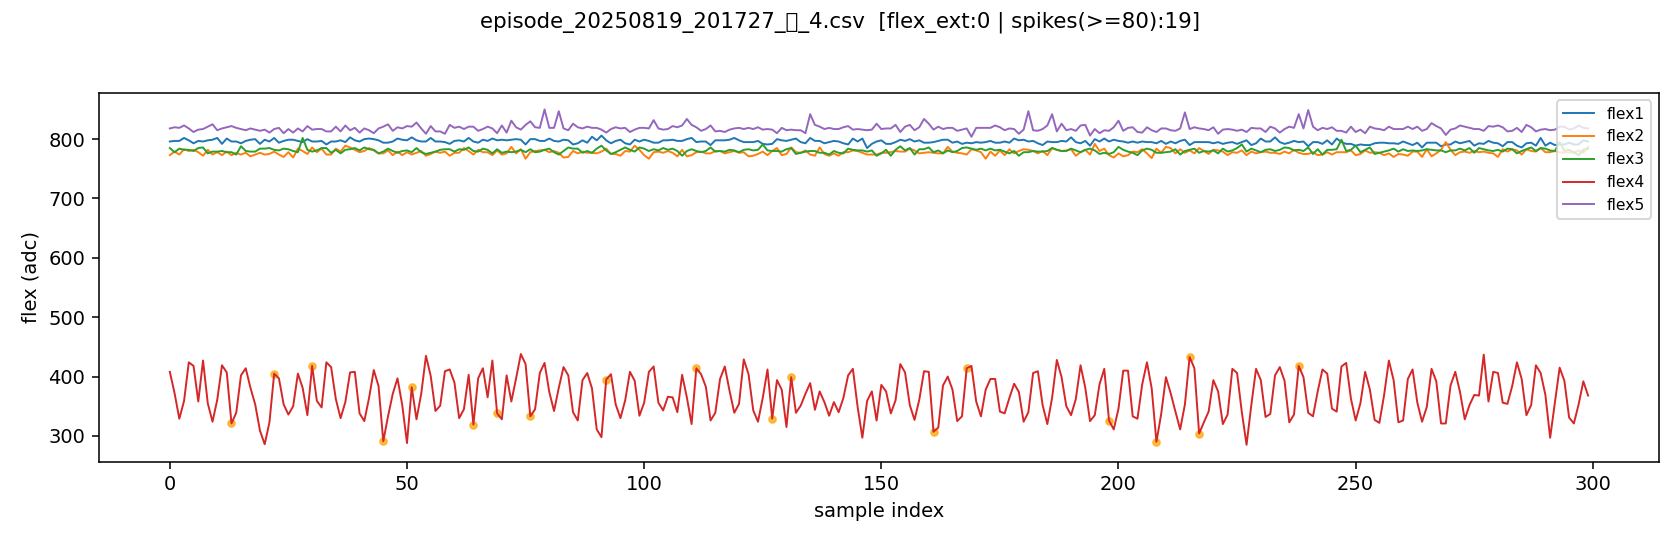 episode_20250819_201727_▯_4.csv  [flex_ext:0 | spikes(>=80):19]
flex1
flex2
flex3
flex4
flex5
flex (adc)
800
700
600
500
400
300
0
50
100
150
200
250
300
sample index